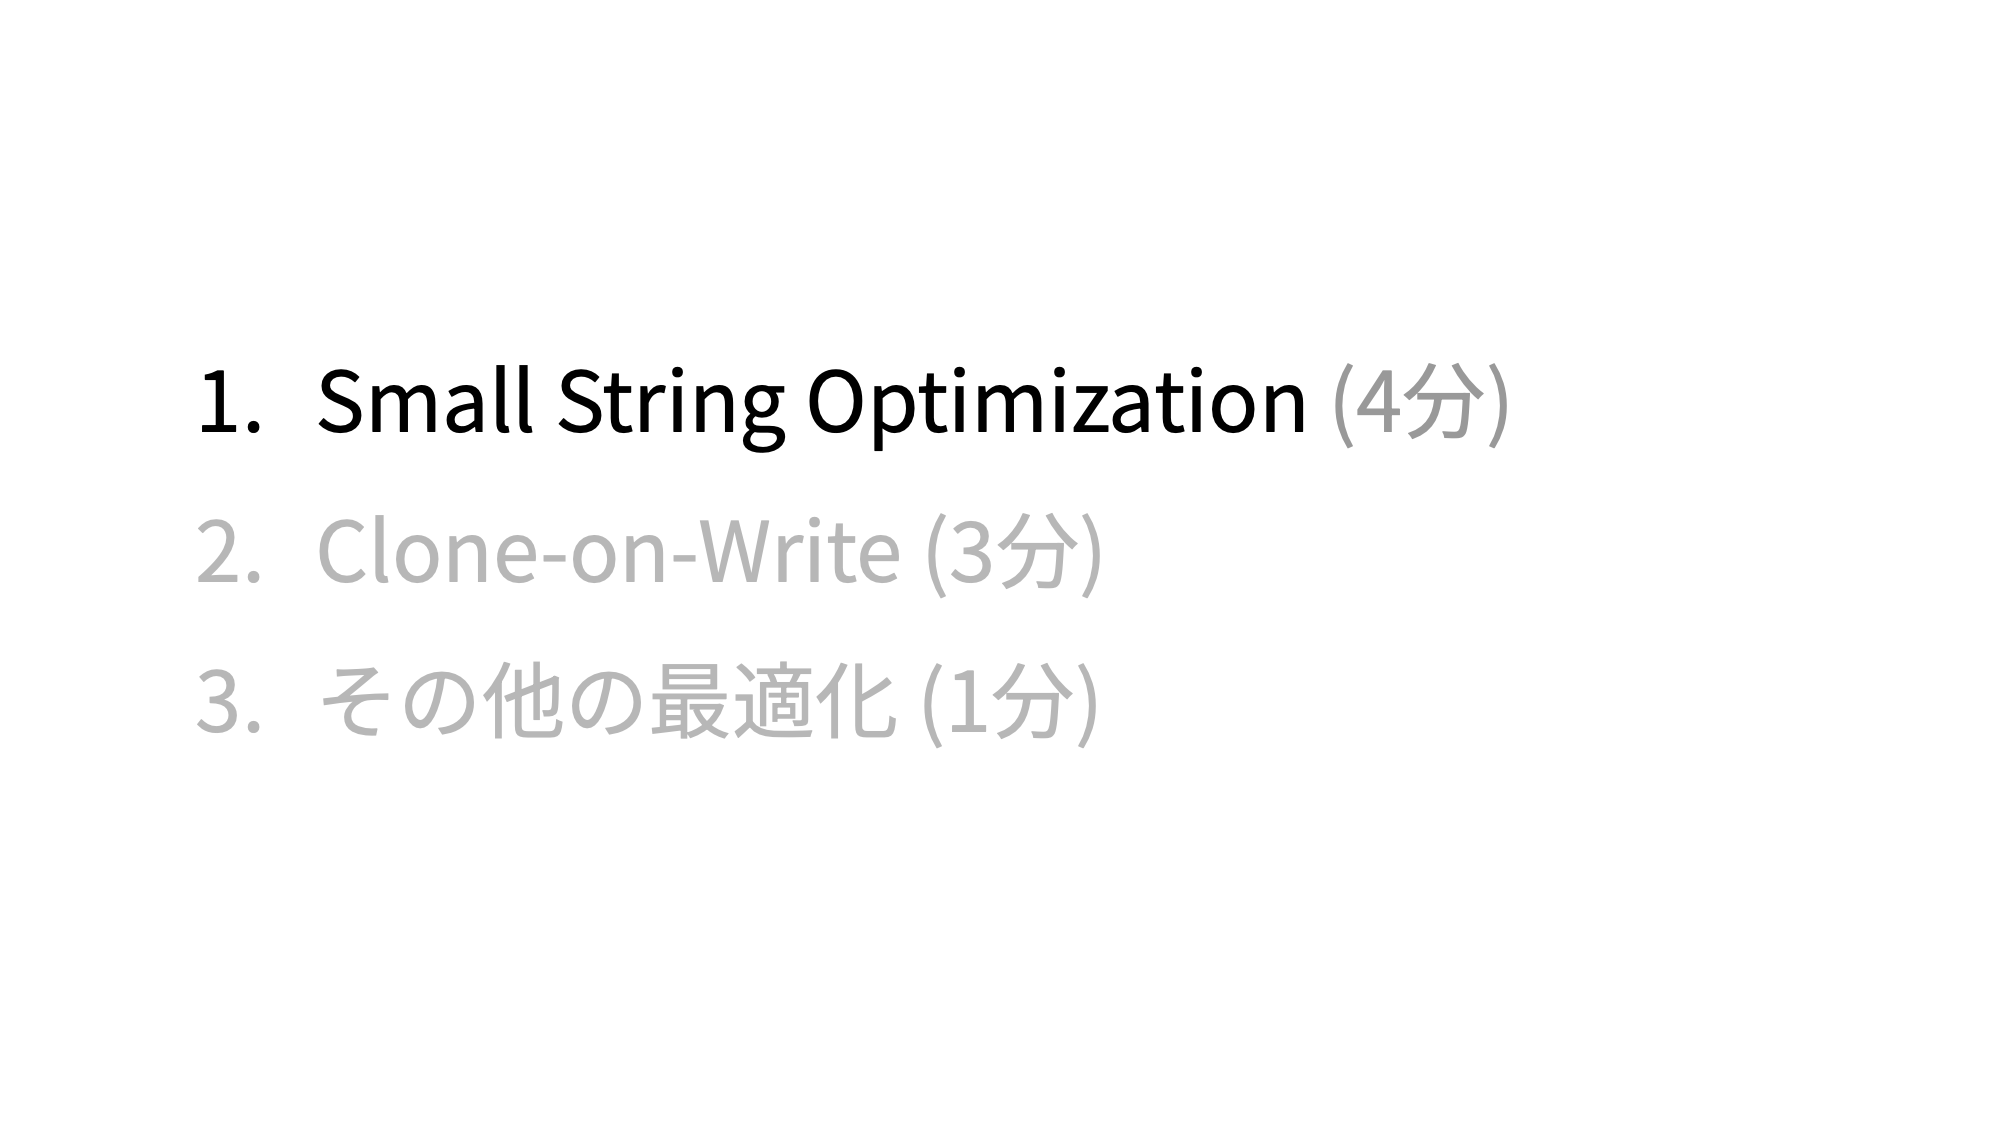 1. Small String Optimization (4分)
2. Clone-on-Write (3分)
3. その他の最適化 (1分)